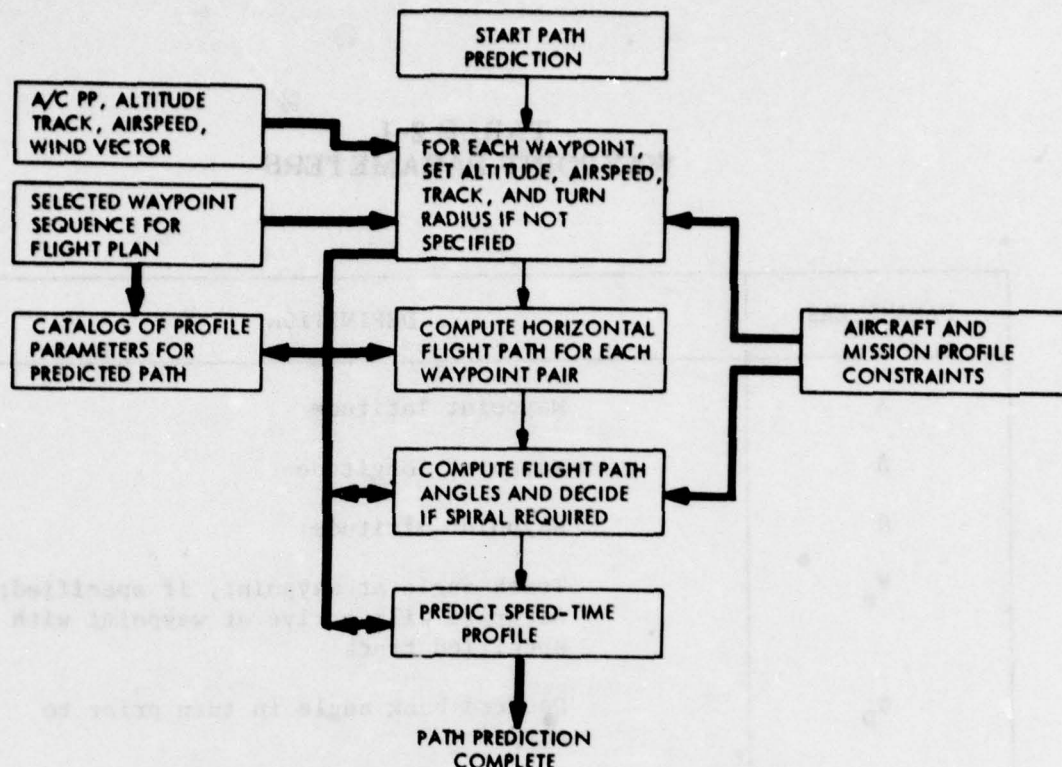 START PATH
PREDICTION
A/C PP, ALTITUDE
TRACK, AIRSPEED,
WIND VECTOR
FOR EACH WAYPOINT,
SET ALTITUDE, AIRSPEED,
TRACK, AND TURN
RADIUS IF NOT
SPECIFIED
SELECTED WAYPOINT
SEQUENCE FOR
FLIGHT PLAN
CATALOG OF PROFILE
PARAMETERS FOR
PREDICTED PATH
COMPUTE HORIZONTAL
FLIGHT PATH FOR EACH
WAYPOINT PAIR
AIRCRAFT AND
MISSION PROFILE
CONSTRAINTS
COMPUTE FLIGHT PATH
ANGLES AND DECIDE
IF SPIRAL REQUIRED
PREDICT SPEED-TIME
PROFILE
PATH PREDICTION
COMPLETE